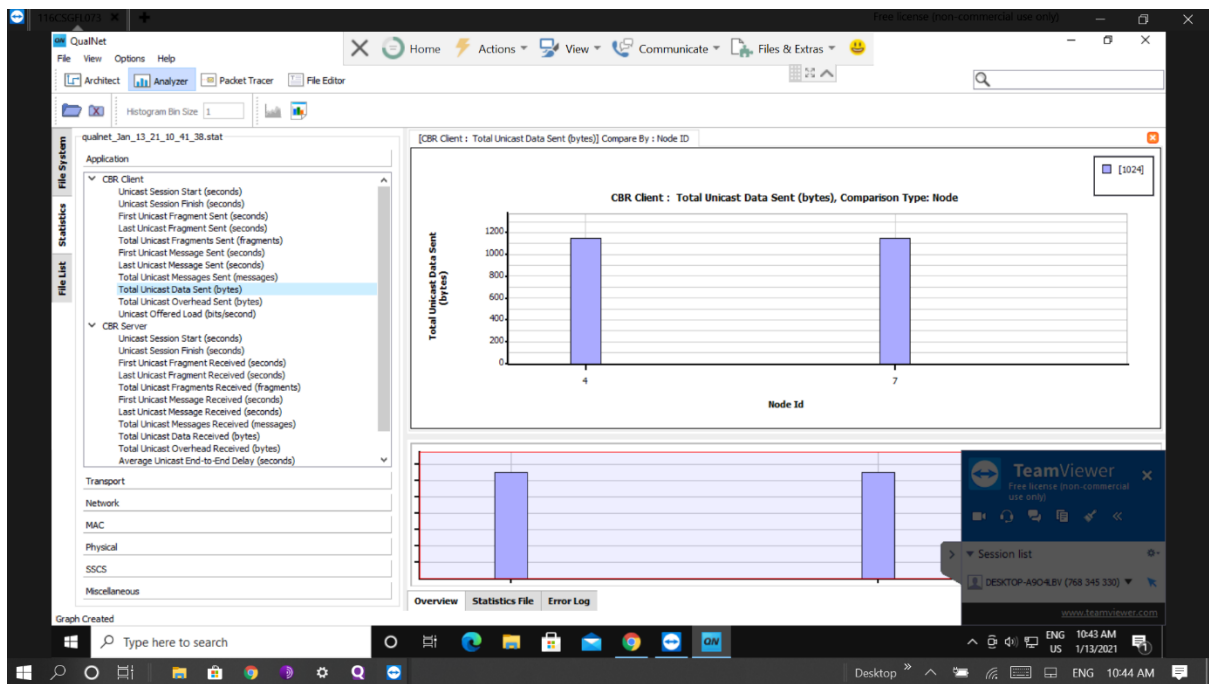 116CSGFL073
Free license (non-commercial use only)
QualNet
File View Options Help
Home Actions View Communicate Files & Extras
Architect Analyzer Packet Tracer File Editor
Histogram Bin Size 1
File System
Statistics
File List
qualnet_Jan_13_21_10_41_38.stat
Application
CBR Client
Unicast Session Start (seconds)
Unicast Session Finish (seconds)
First Unicast Fragment Sent (seconds)
Last Unicast Fragment Sent (seconds)
Total Unicast Fragments Sent (fragments)
First Unicast Message Sent (seconds)
Last Unicast Message Sent (seconds)
Total Unicast Messages Sent (messages)
Total Unicast Data Sent (bytes)
Total Unicast Overhead Sent (bytes)
Unicast Offered Load (bits/second)
CBR Server
Unicast Session Start (seconds)
Unicast Session Finish (seconds)
First Unicast Fragment Received (seconds)
Last Unicast Fragment Received (seconds)
Total Unicast Fragments Received (fragments)
First Unicast Message Received (seconds)
Last Unicast Message Received (seconds)
Total Unicast Messages Received (messages)
Total Unicast Data Received (bytes)
Total Unicast Overhead Received (bytes)
Average Unicast End-to-End Delay (seconds)
Transport
Network
MAC
Physical
SSCS
Miscellaneous
Graph Created
[CBR Client : Total Unicast Data Sent (bytes)] Compare By : Node ID
[1024]
CBR Client : Total Unicast Data Sent (bytes), Comparison Type: Node
Total Unicast Data Sent
(bytes)
1200
1000
800
600
400
200
0
4 7
Node Id
Overview Statistics File Error Log
TeamViewer
Free license (non-commercial
use only)
Session list
DESKTOP-A9O4LBV (768 345 330)
www.teamviewer.com
Type here to search
QN
ENG
US
10:43 AM
1/13/2021
Desktop
ENG 10:44 AM